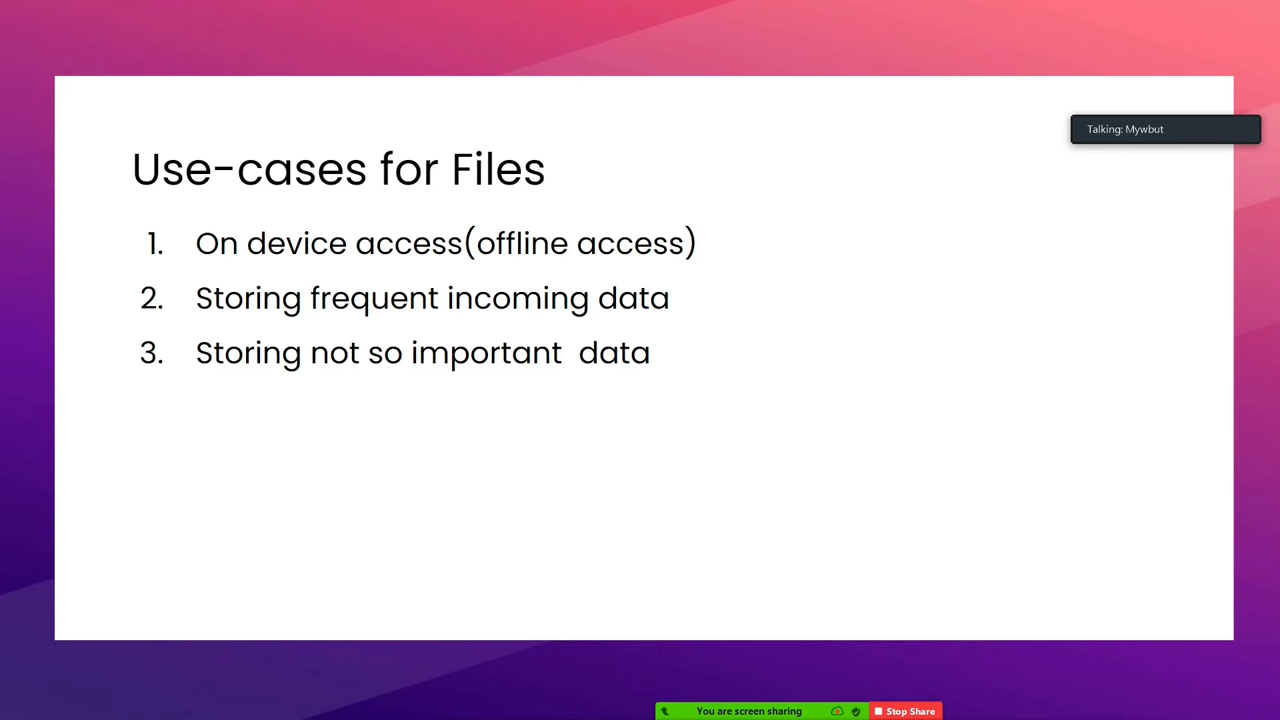 Talking: Mywbut
Use-cases for Files
1. On device access(offline access)
2. Storing frequent incoming data
3. Storing not so important  data
You are screen sharing
Stop Share